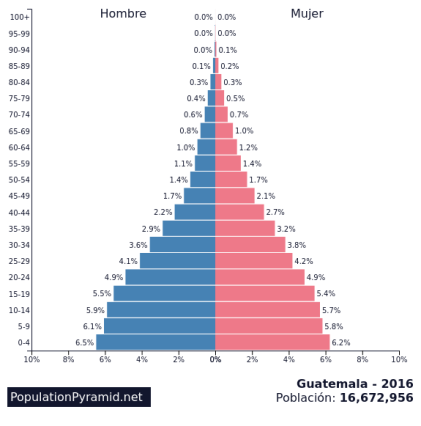 Hombre Mujer
100+ 0.0% 0.0%
95-99 0.0% 0.0%
90-94 0.0% 0.1%
85-89 0.1% 0.2%
80-84 0.3% 0.3%
75-79 0.4% 0.5%
70-74 0.6% 0.7%
65-69 0.8% 1.0%
60-64 1.0% 1.2%
55-59 1.1% 1.4%
50-54 1.4% 1.7%
45-49 1.7% 2.1%
40-44 2.2% 2.7%
35-39 2.9% 3.2%
30-34 3.6% 3.8%
25-29 4.1% 4.2%
20-24 4.9% 4.9%
15-19 5.5% 5.4%
10-14 5.9% 5.7%
5-9 6.1% 5.8%
0-4 6.5% 6.2%
10% 8% 6% 4% 2% 0% 2% 4% 6% 8% 10%
Guatemala - 2016
PopulationPyramid.net Población: 16,672,956